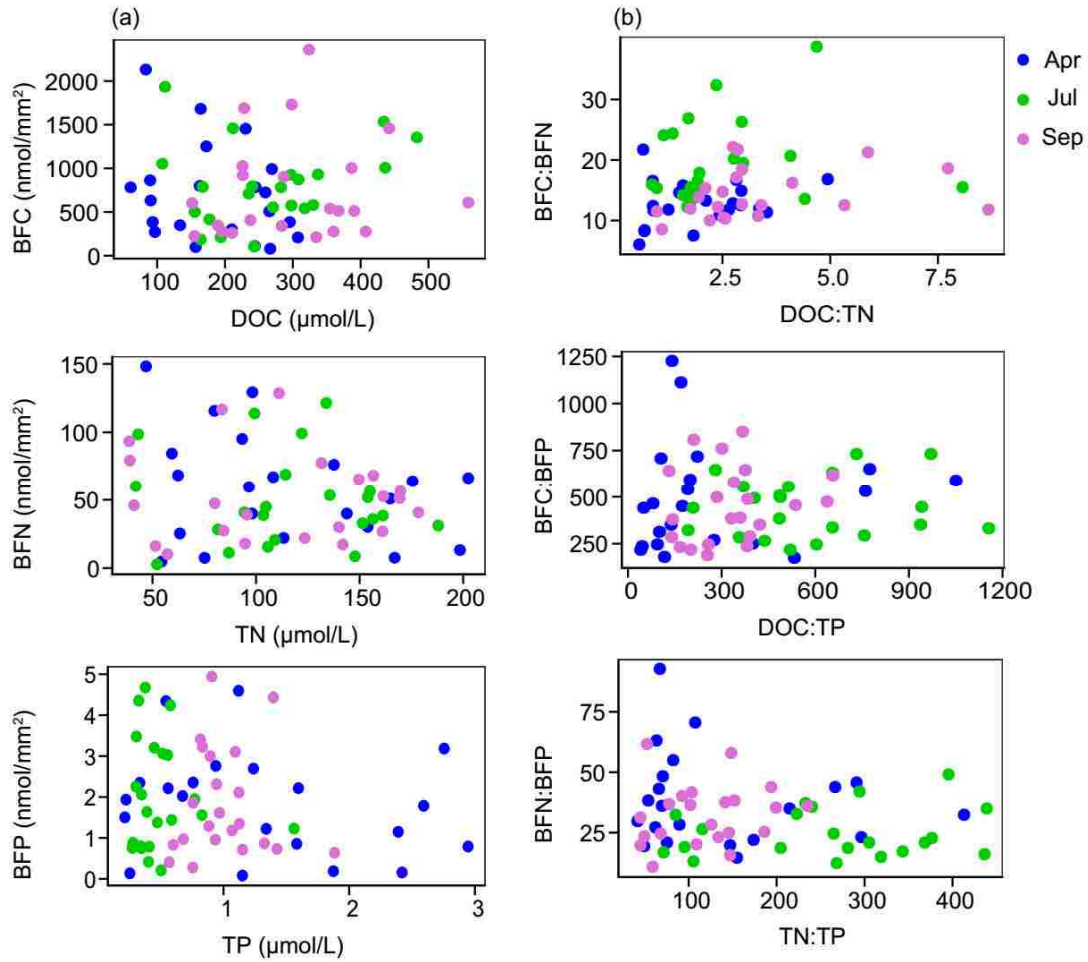 (a)
(b)
BFC (nmol/mm²)
2000
1500
1000
500
0
100
200
300
400
500
DOC (μmol/L)
BFC:BFN
30
20
10
2.5
5.0
7.5
DOC:TN
Apr
Jul
Sep
BFN (nmol/mm²)
150
100
50
0
50
100
150
200
TN (μmol/L)
BFC:BFP
1250
1000
750
500
250
0
300
600
900
1200
DOC:TP
BFP (nmol/mm²)
5
4
3
2
1
0
1
2
3
TP (μmol/L)
BFN:BFP
75
50
25
100
200
300
400
TN:TP